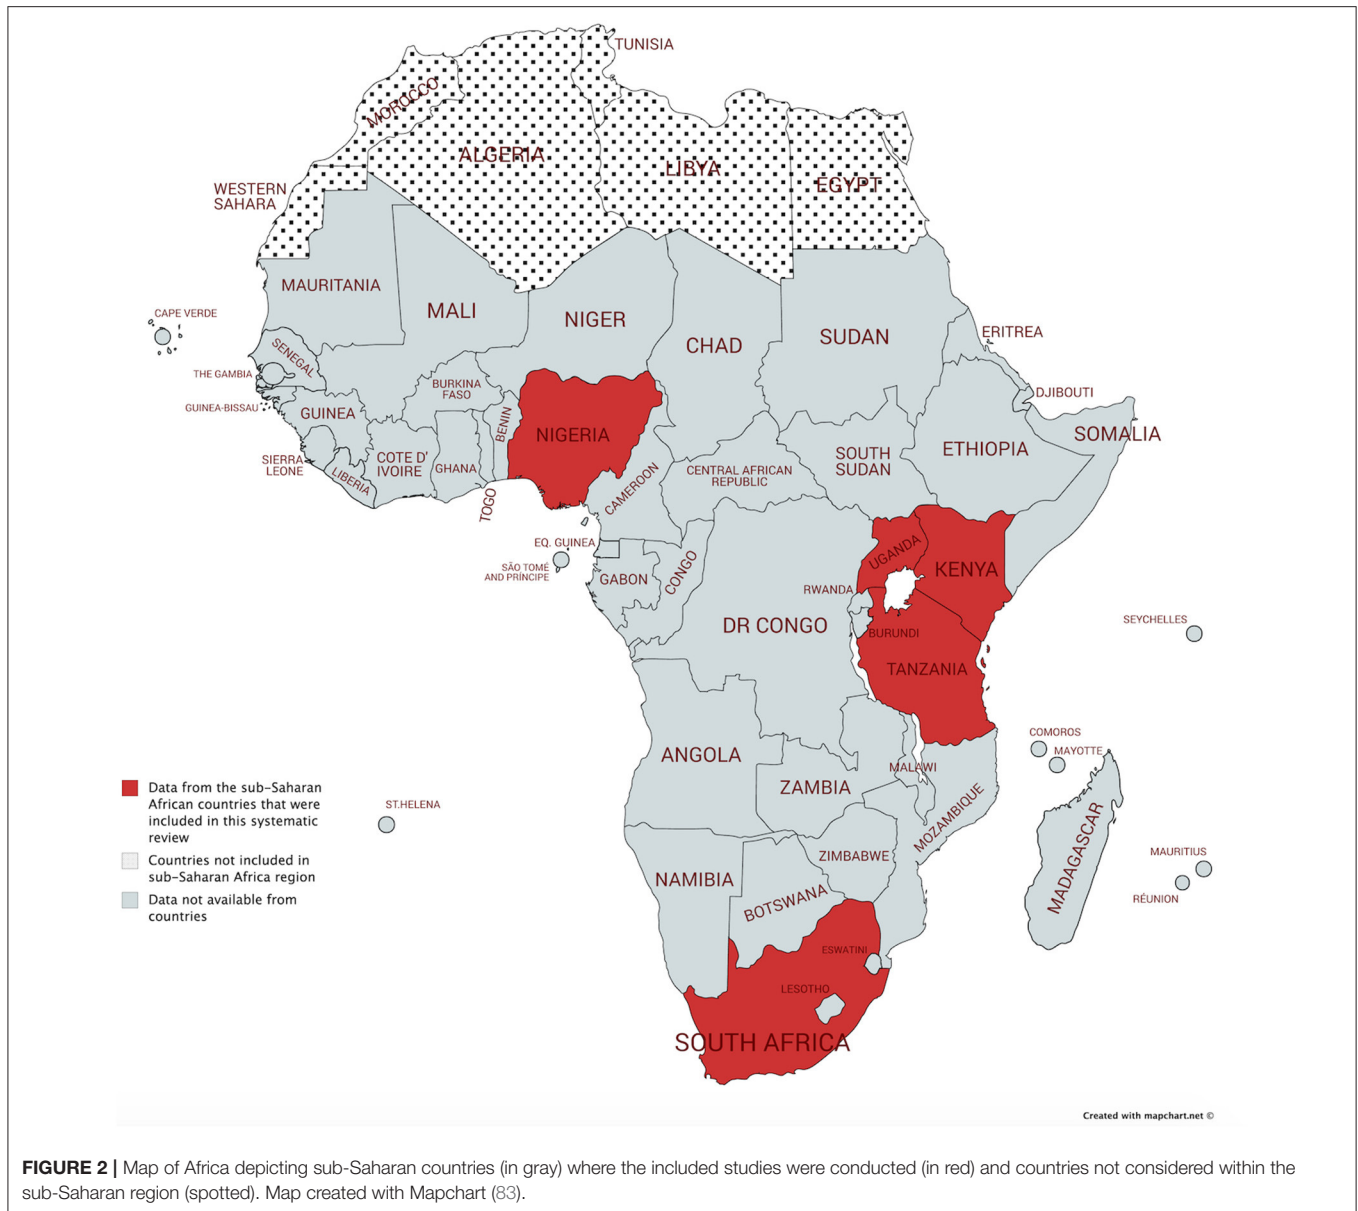 TUNISIA
MOROCCO
ALGERIA
LIBYA
EGYPT
WESTERN
SAHARA
MAURITANIA
MALI
NIGER
CHAD
SUDAN
ERITREA
CAPE VERDE
SENEGAL
THE GAMBIA
GUINEA-BISSAU
GUINEA
BURKINA
FASO
BENIN
NIGERIA
DJIBOUTI
SOMALIA
ETHIOPIA
SOUTH
SUDAN
CENTRAL AFRICAN
REPUBLIC
CAMEROON
SIERRA
LEONE
LIBERIA
COTE D'
IVOIRE
GHANA
TOGO
EQ. GUINEA
SÃO TOMÉ
AND PRÍNCIPE
GABON
CONGO
UGANDA
KENYA
RWANDA
DR CONGO
BURUNDI
TANZANIA
SEYCHELLES
COMOROS
MAYOTTE
ANGOLA
ZAMBIA
MALAWI
MOZAMBIQUE
MADAGASCAR
ST.HELENA
ZIMBABWE
NAMIBIA
BOTSWANA
MAURITIUS
RÉUNION
ESWATINI
LESOTHO
SOUTH AFRICA
Data from the sub-Saharan
African countries that were
included in this systematic
review
Countries not included in
sub-Saharan Africa region
Data not available from
countries
Created with mapchart.net ©
FIGURE 2 | Map of Africa depicting sub-Saharan countries (in gray) where the included studies were conducted (in red) and countries not considered within the
sub-Saharan region (spotted). Map created with Mapchart (83).